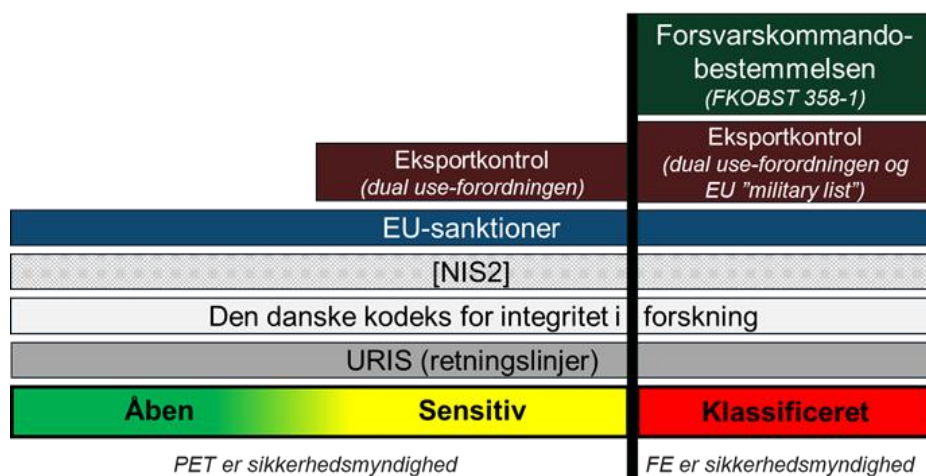 Forsvarskommando-
bestemmelsen
(FKOBST 358-1)
Eksportkontrol
(dual use-forordningen)
Eksportkontrol
(dual use-forordningen og
EU ”military list”)
EU-sanktioner
[NIS2]
Den danske kodeks for integritet i forskning
URIS (retningslinjer)
Åben
Sensitiv
Klassificeret
PET er sikkerhedsmyndighed
FE er sikkerhedsmyndighed